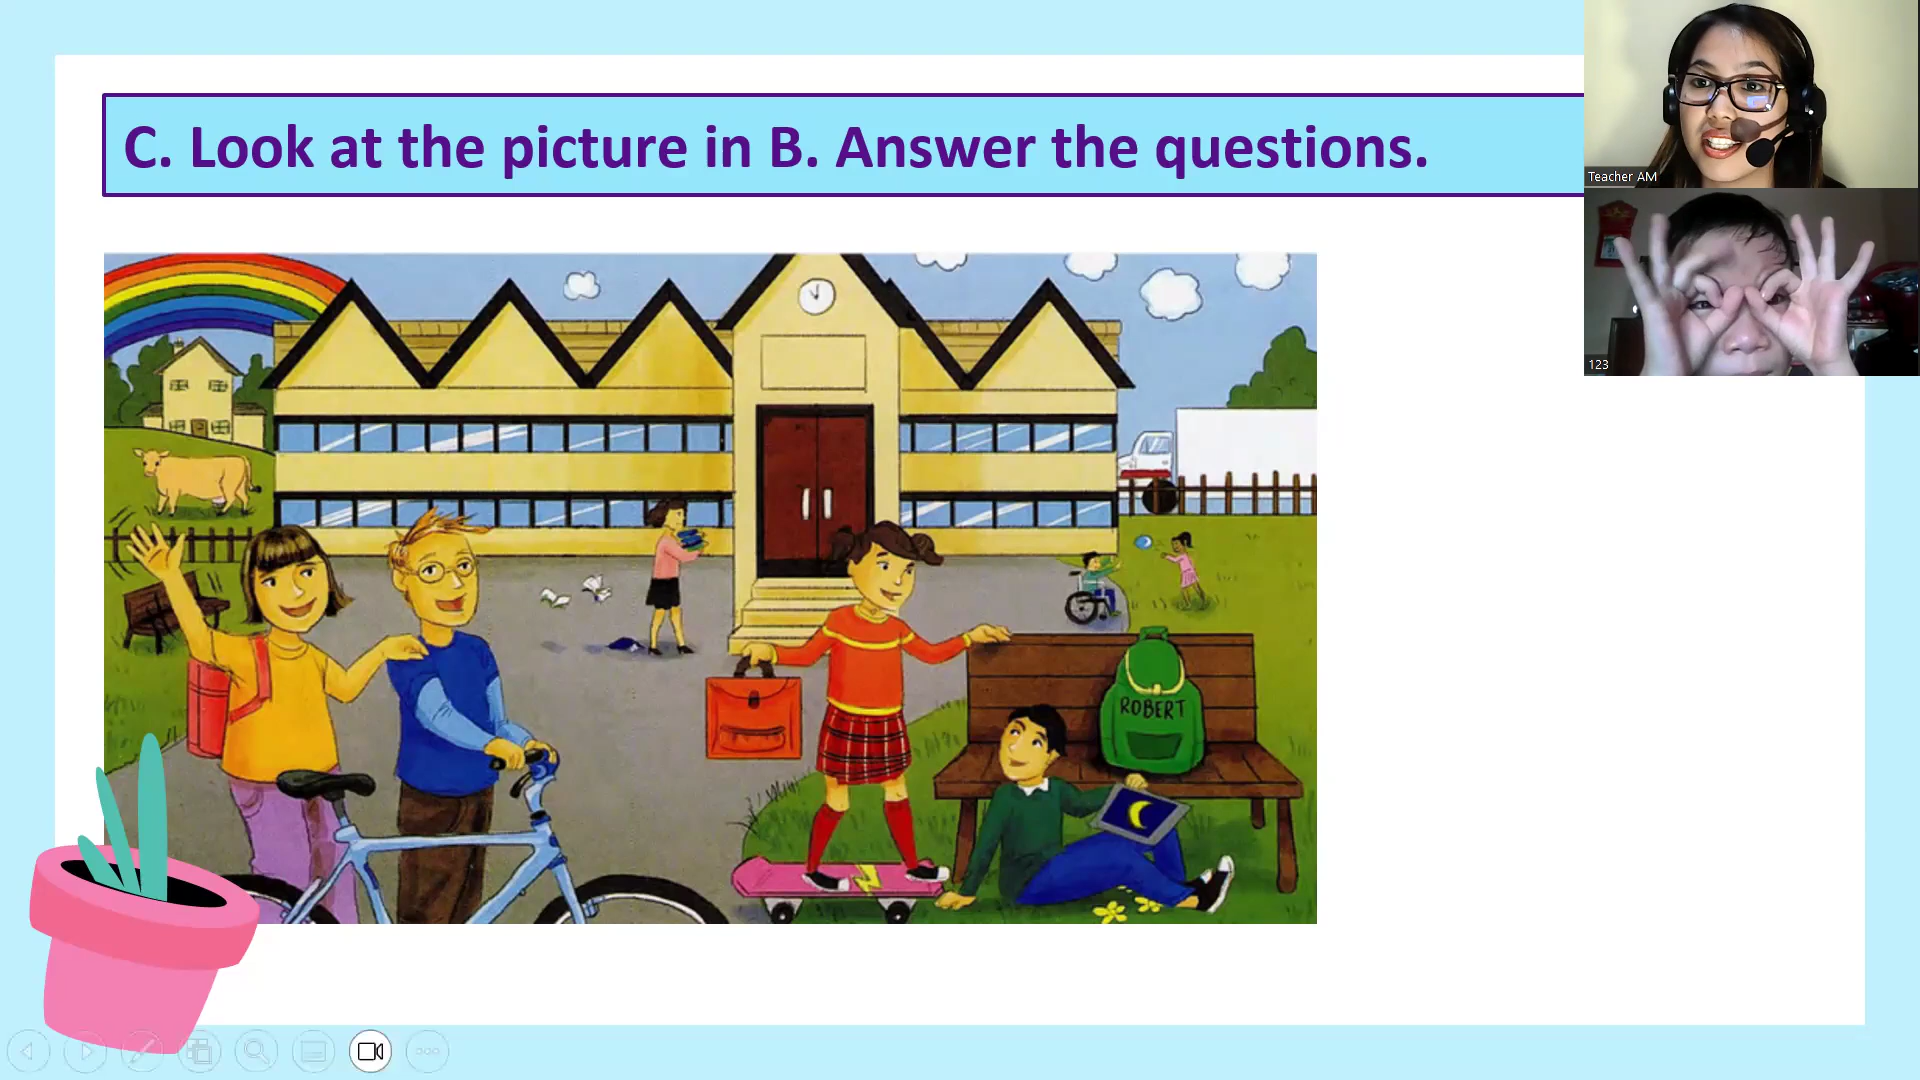 C. Look at the picture in B. Answer the questions.
Teacher AM
123
ROBERT